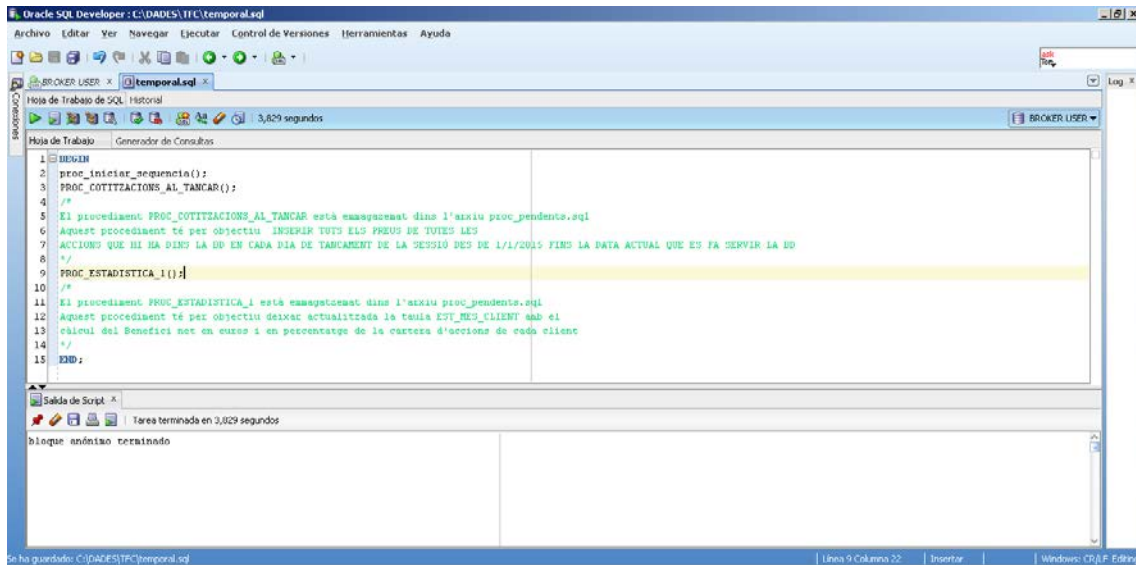 Oracle SQL Developer : C:\DADES\TFC\temporal.sql
Archivo Editar Ver Navegar Ejecutar Control de Versiones Herramientas Ayuda
BROKER USER temporal.sql
Log
Conexiones
Hoja de Trabajo de SQL Historial
3,829 segundos
BROKER USER
Hoja de Trabajo Generador de Consultas
1 BEGIN
2 proc_iniciar_sequencia();
3 PROC_COTITZACIONS_AL_TANCAR();
4 /*
5 El procediment PROC_COTITZACIONS_AL_TANCAR està emmagazemat dins l'arxiu proc_pendents.sql
6 Aquest procediment té per objectiu INSERIR TOTS ELS PREUS DE TOTES LES
7 ACCIONS QUE HI HA DINS LA BD EN CADA DIA DE TANCAMENT DE LA SESSIÓ DES DE 1/1/2015 FINS LA DATA ACTUAL QUE ES FA SERVIR LA BD
8 */
9 PROC_ESTADISTICA_1();
10 /*
11 El procediment PROC_ESTADISTICA_1 està emmagatzemat dins l'arxiu proc_pendents.sql
12 Aquest procediment té per objectiu deixar actualitzada la taula EST_MES_CLIENT amb el
13 càlcul del Benefici net en euros i en percentatge de la cartera d'accions de cada client
14 */
15 END;
Salida de Script
Tarea terminada en 3,829 segundos
bloque anónimo terminado
Se ha guardado: C:\DADES\TFC\temporal.sql
Línea 9 Columna 22 Insertar Windows: CR/LF Editing